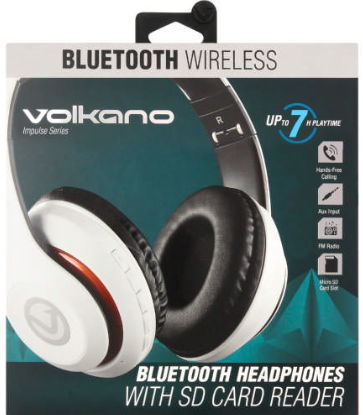 BLUETOOTH WIRELESS
volkano
Impulse Series
R
UP TO 7 H PLAYTIME
Hands-Free
Calling
Aux Input
FM Radio
Micro SD
Card Slot
BLUETOOTH HEADPHONES
WITH SD CARD READER